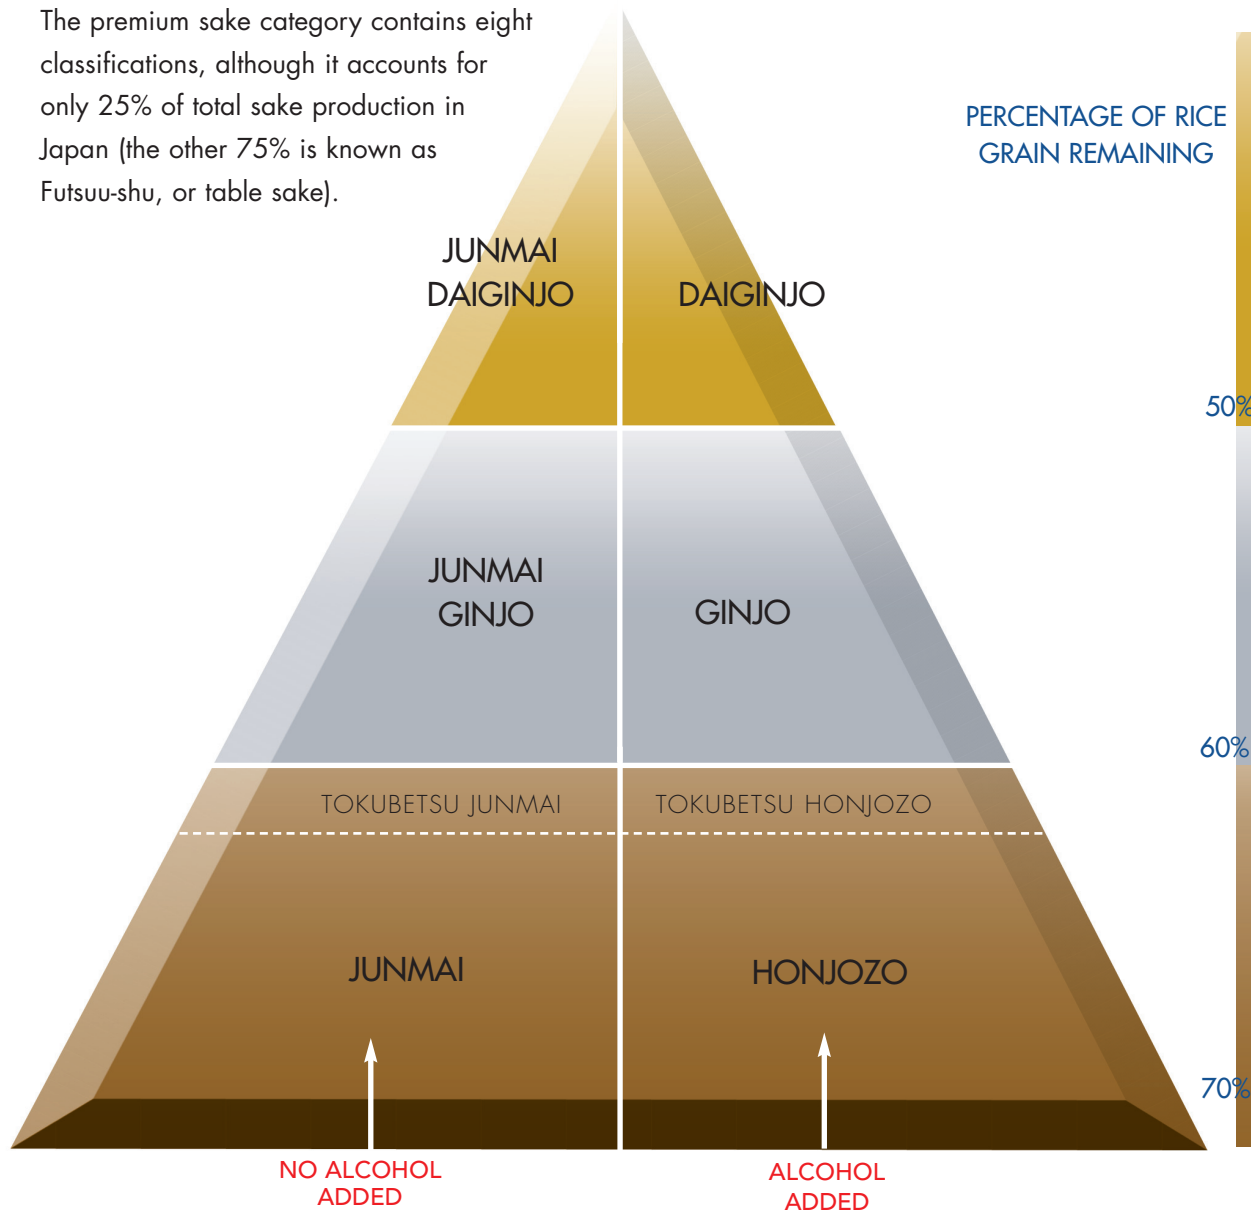 The premium sake category contains eight
classifications, although it accounts for
only 25% of total sake production in
Japan (the other 75% is known as
Futsuu-shu, or table sake).
PERCENTAGE OF RICE
GRAIN REMAINING
JUNMAI
DAIGINJO
DAIGINJO
50%
JUNMAI
GINJO
GINJO
60%
TOKUBETSU JUNMAI
TOKUBETSU HONJOZO
JUNMAI
HONJOZO
70%
NO ALCOHOL
ADDED
ALCOHOL
ADDED